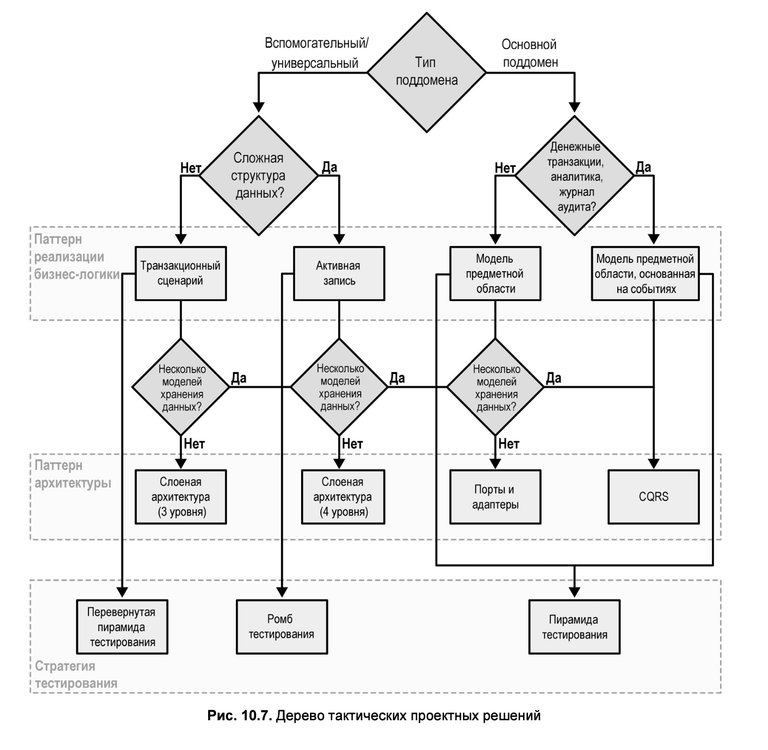 Вспомогательный/
универсальный
Тип
поддомена
Основной
поддомен
Нет
Сложная
структура
данных?
Да
Нет
Денежные
транзакции,
аналитика,
журнал
аудита?
Да
Паттерн
реализации
бизнес-логики
Транзакционный
сценарий
Активная
запись
Модель
предметной
области
Модель предметной
области, основанная
на событиях
Несколько
моделей
хранения
данных?
Да
Несколько
моделей
хранения
данных?
Да
Несколько
моделей
хранения
данных?
Да
Нет
Нет
Нет
Паттерн
архитектуры
Слоеная
архитектура
(3 уровня)
Слоеная
архитектура
(4 уровня)
Порты и
адаптеры
CQRS
Перевернутая
пирамида
тестирования
Ромб
тестирования
Пирамида
тестирования
Стратегия
тестирования
Рис. 10.7. Дерево тактических проектных решений